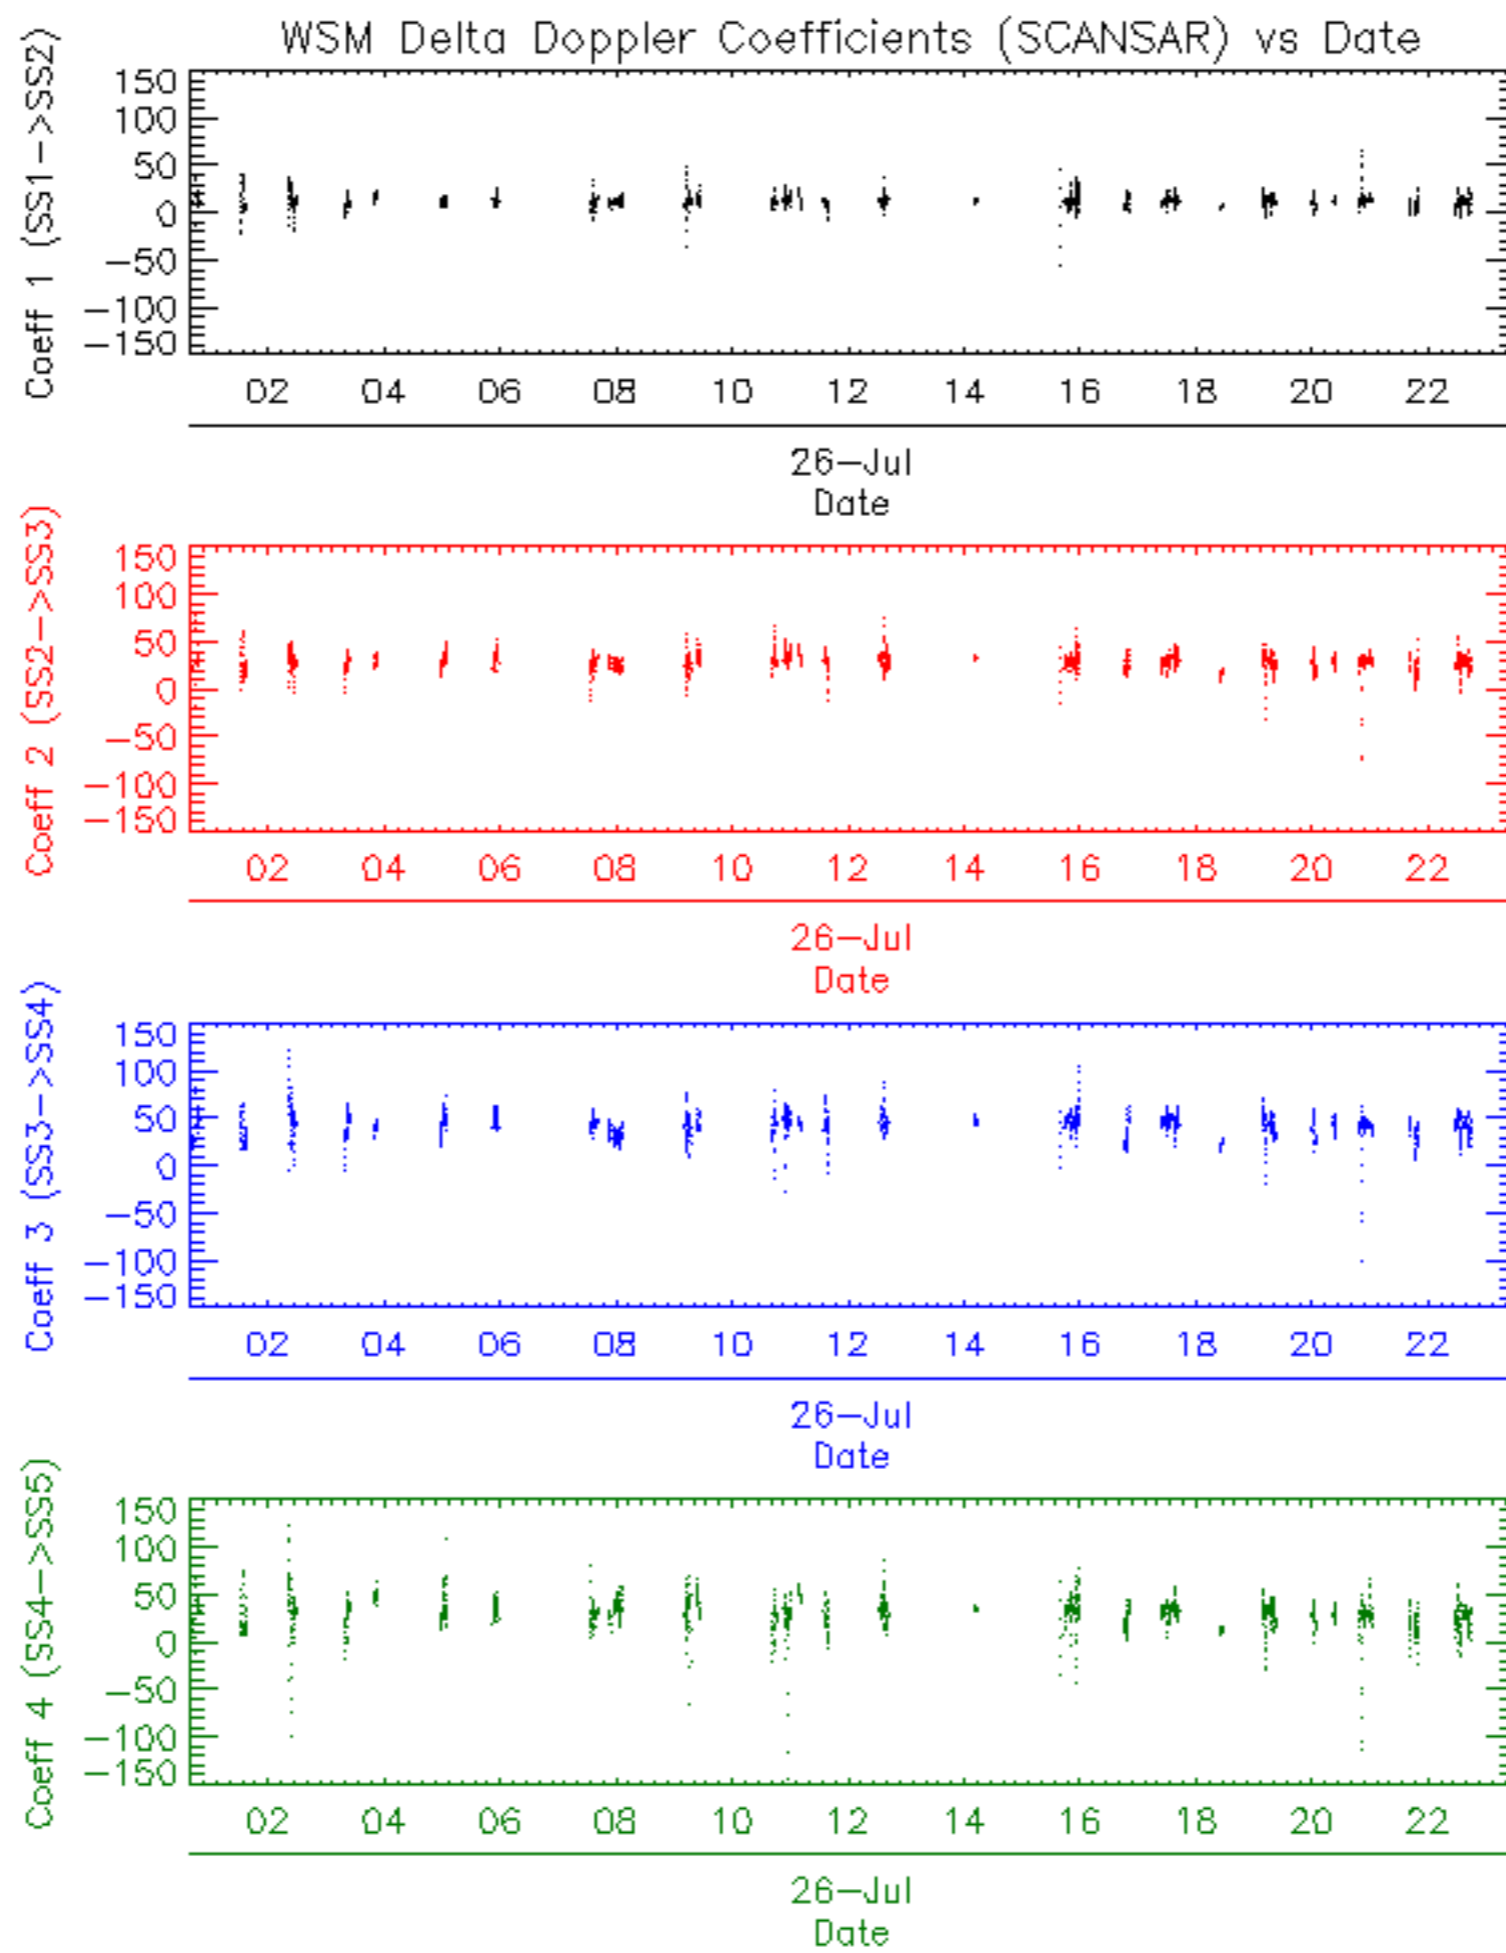 WSM Delta Doppler Coefficients (SCANSAR) vs Date
Coeff 1 (SS1->SS2)
150
100
50
0
-50
-100
-150
02 04 06 08 10 12 14 16 18 20 22
26-Jul
Date
Coeff 2 (SS2->SS3)
150
100
50
0
-50
-100
-150
02 04 06 08 10 12 14 16 18 20 22
26-Jul
Date
Coeff 3 (SS3->SS4)
150
100
50
0
-50
-100
-150
02 04 06 08 10 12 14 16 18 20 22
26-Jul
Date
Coeff 4 (SS4->SS5)
150
100
50
0
-50
-100
-150
02 04 06 08 10 12 14 16 18 20 22
26-Jul
Date